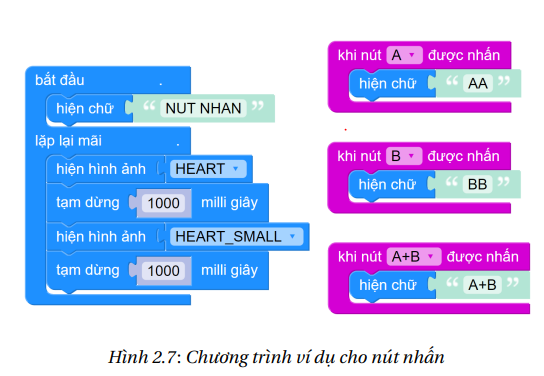 bắt đầu
hiện chữ “ NUT NHAN ”
lặp lại mãi
hiện hình ảnh HEART
tạm dừng 1000 milli giây
hiện hình ảnh HEART_SMALL
tạm dừng 1000 milli giây
khi nút A được nhấn
hiện chữ “ AA ”
khi nút B được nhấn
hiện chữ “ BB ”
khi nút A+B được nhấn
hiện chữ “ A+B ”
Hình 2.7: Chương trình ví dụ cho nút nhấn